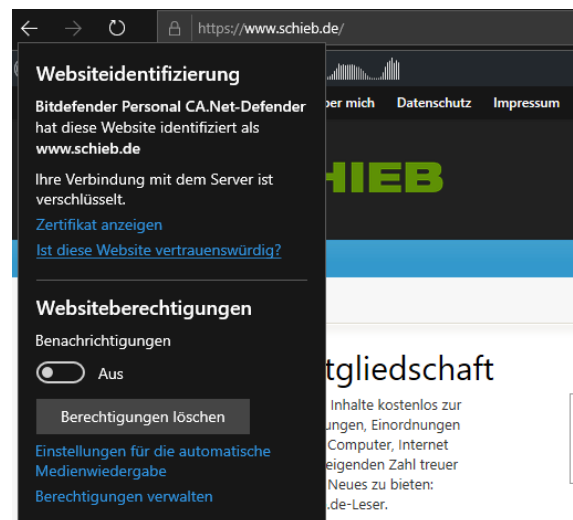 https://www.schieb.de/
Websiteidentifizierung
Bitdefender Personal CA.Net-Defender
hat diese Website identifiziert als
www.schieb.de
Ihre Verbindung mit dem Server ist
verschlüsselt.
Zertifikat anzeigen
Ist diese Website vertrauenswürdig?
Websiteberechtigungen
Benachrichtigungen
Aus
Berechtigungen löschen
Einstellungen für die automatische
Medienwiedergabe
Berechtigungen verwalten
ber mich Datenschutz Impressum
HIEB
tgliedschaft
Inhalte kostenlos zur
ungen, Einordnungen
Computer, Internet
eigenden Zahl treuer
Neues zu bieten:
.de-Leser.